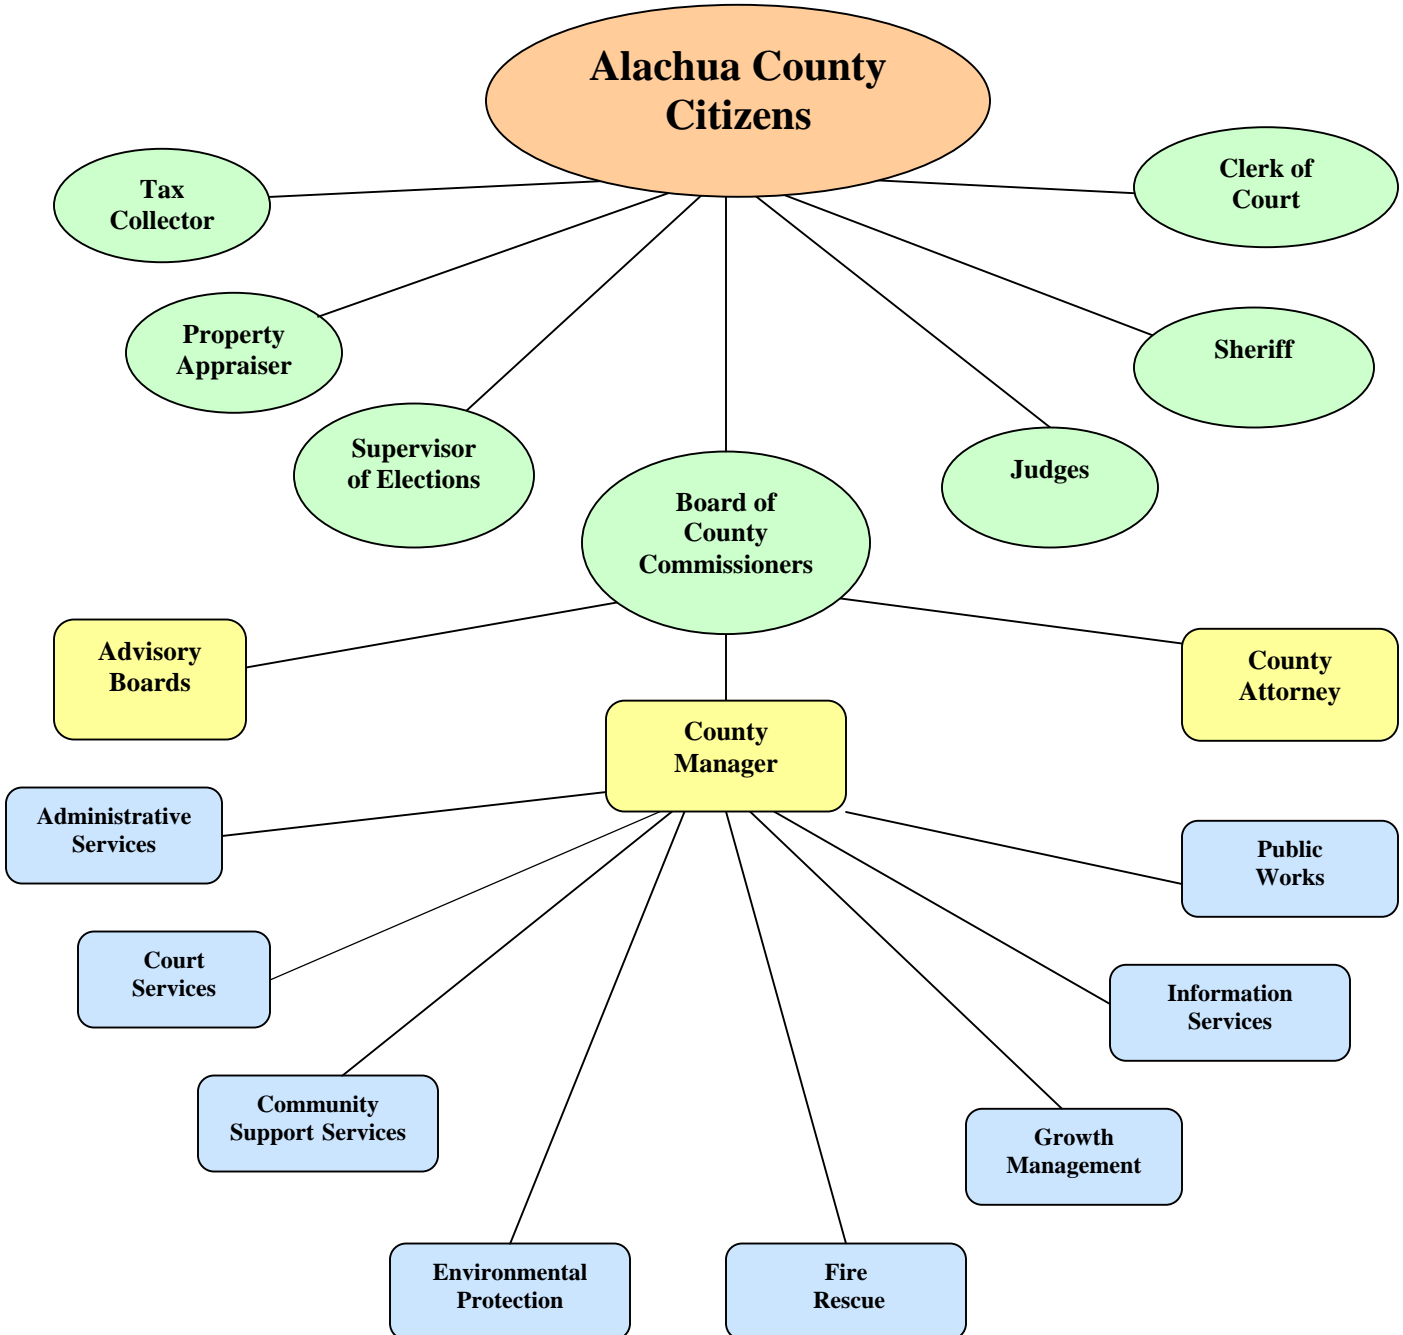 Alachua County
Citizens
Tax
Collector
Clerk of
Court
Property
Appraiser
Sheriff
Supervisor
of Elections
Judges
Board of
County
Commissioners
Advisory
Boards
County
Attorney
County
Manager
Administrative
Services
Public
Works
Court
Services
Information
Services
Community
Support Services
Growth
Management
Environmental
Protection
Fire
Rescue